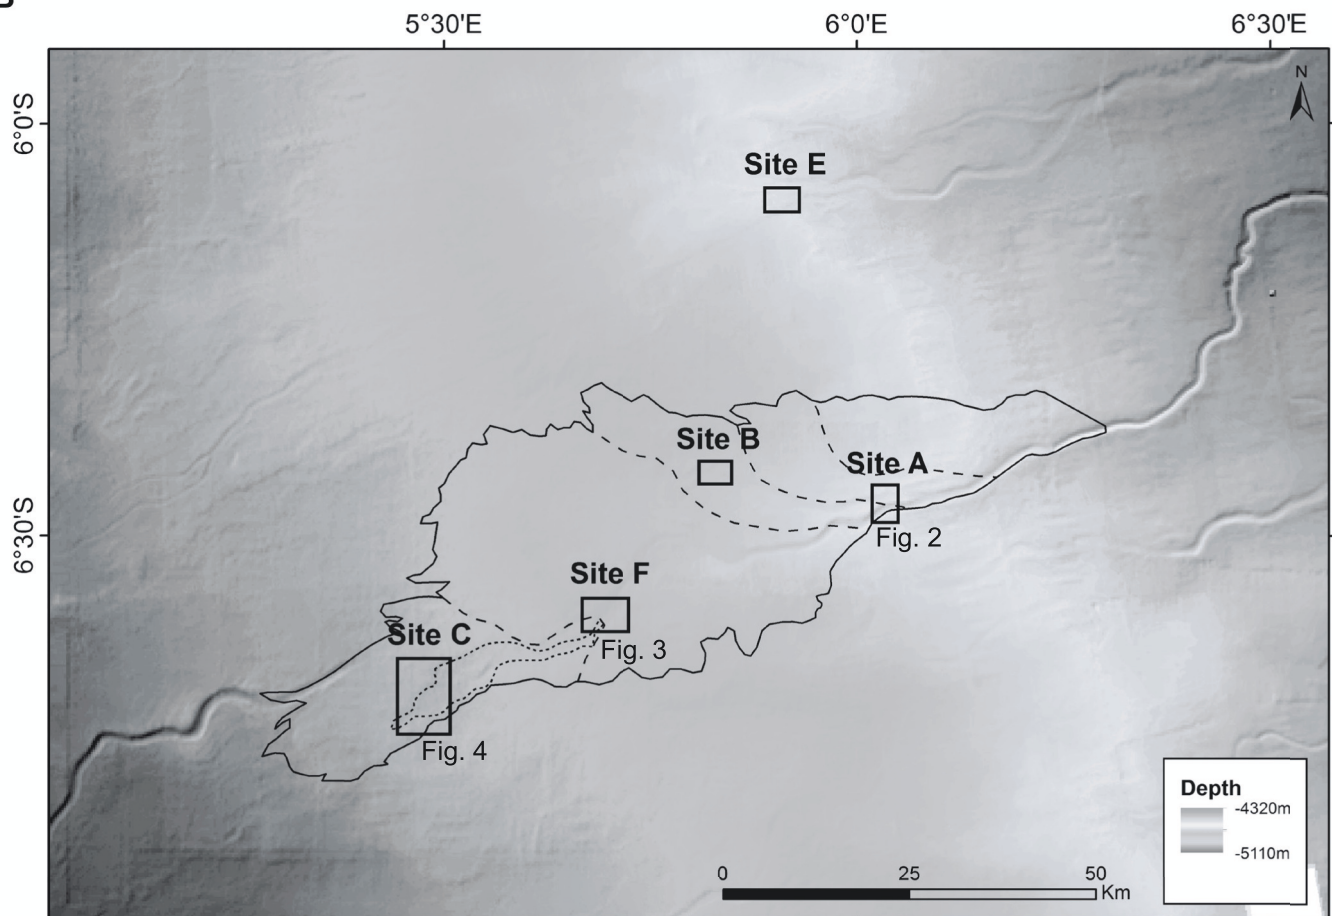 5°30'E 6°0'E 6°30'E
N
6°0'S
Site E
Site B
Site A
6°30'S
Fig. 2
Site F
Site C
Fig. 3
Fig. 4
Depth
-4320m
-5110m
0 25 50
Km